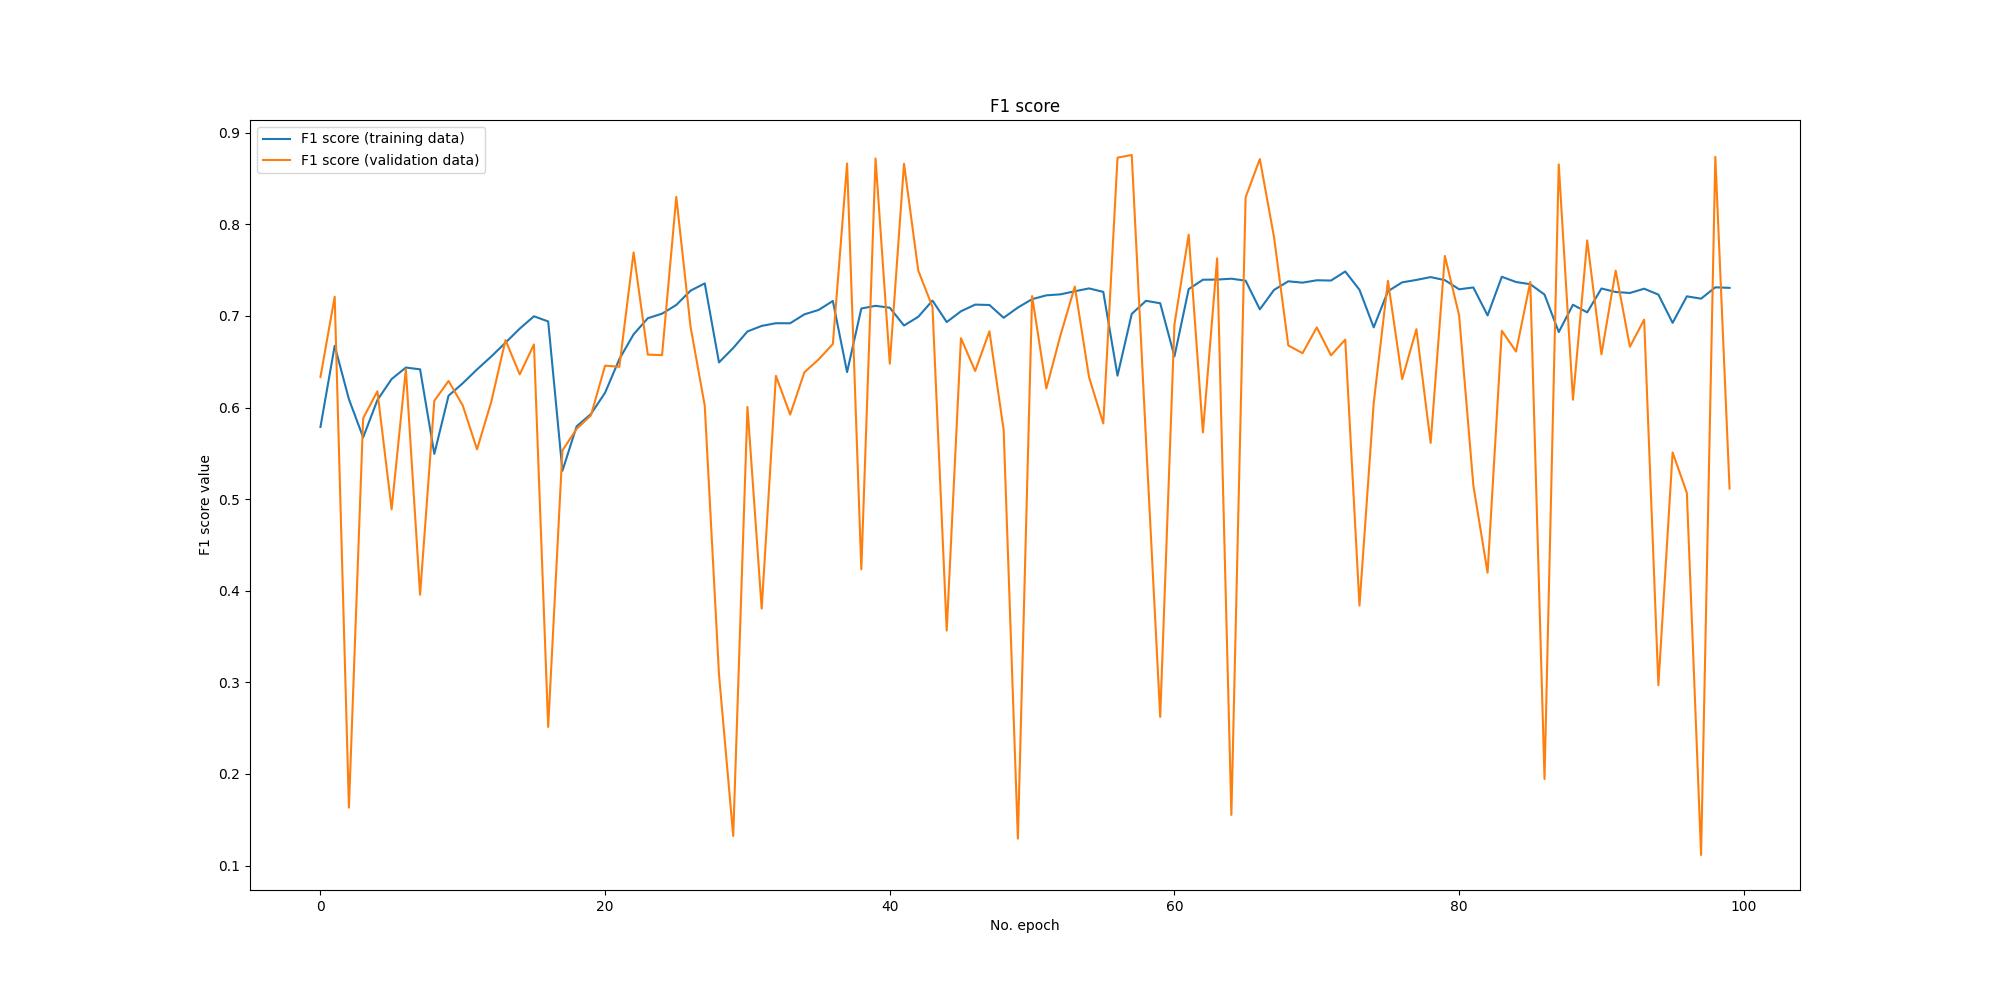 F1 score
F1 score (training data)
F1 score (validation data)
F1 score value
0.9
0.8
0.7
0.6
0.5
0.4
0.3
0.2
0.1
0 20 40 60 80 100
No. epoch